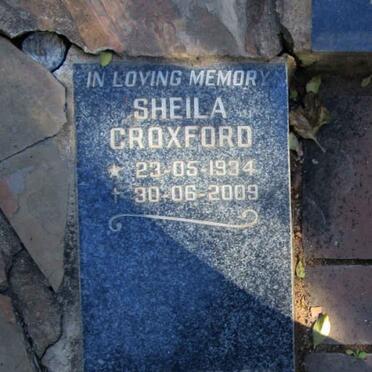 IN LOVING MEMORY
SHEILA
CROXFORD
★ 23-05-1934
✝ 30-06-2009